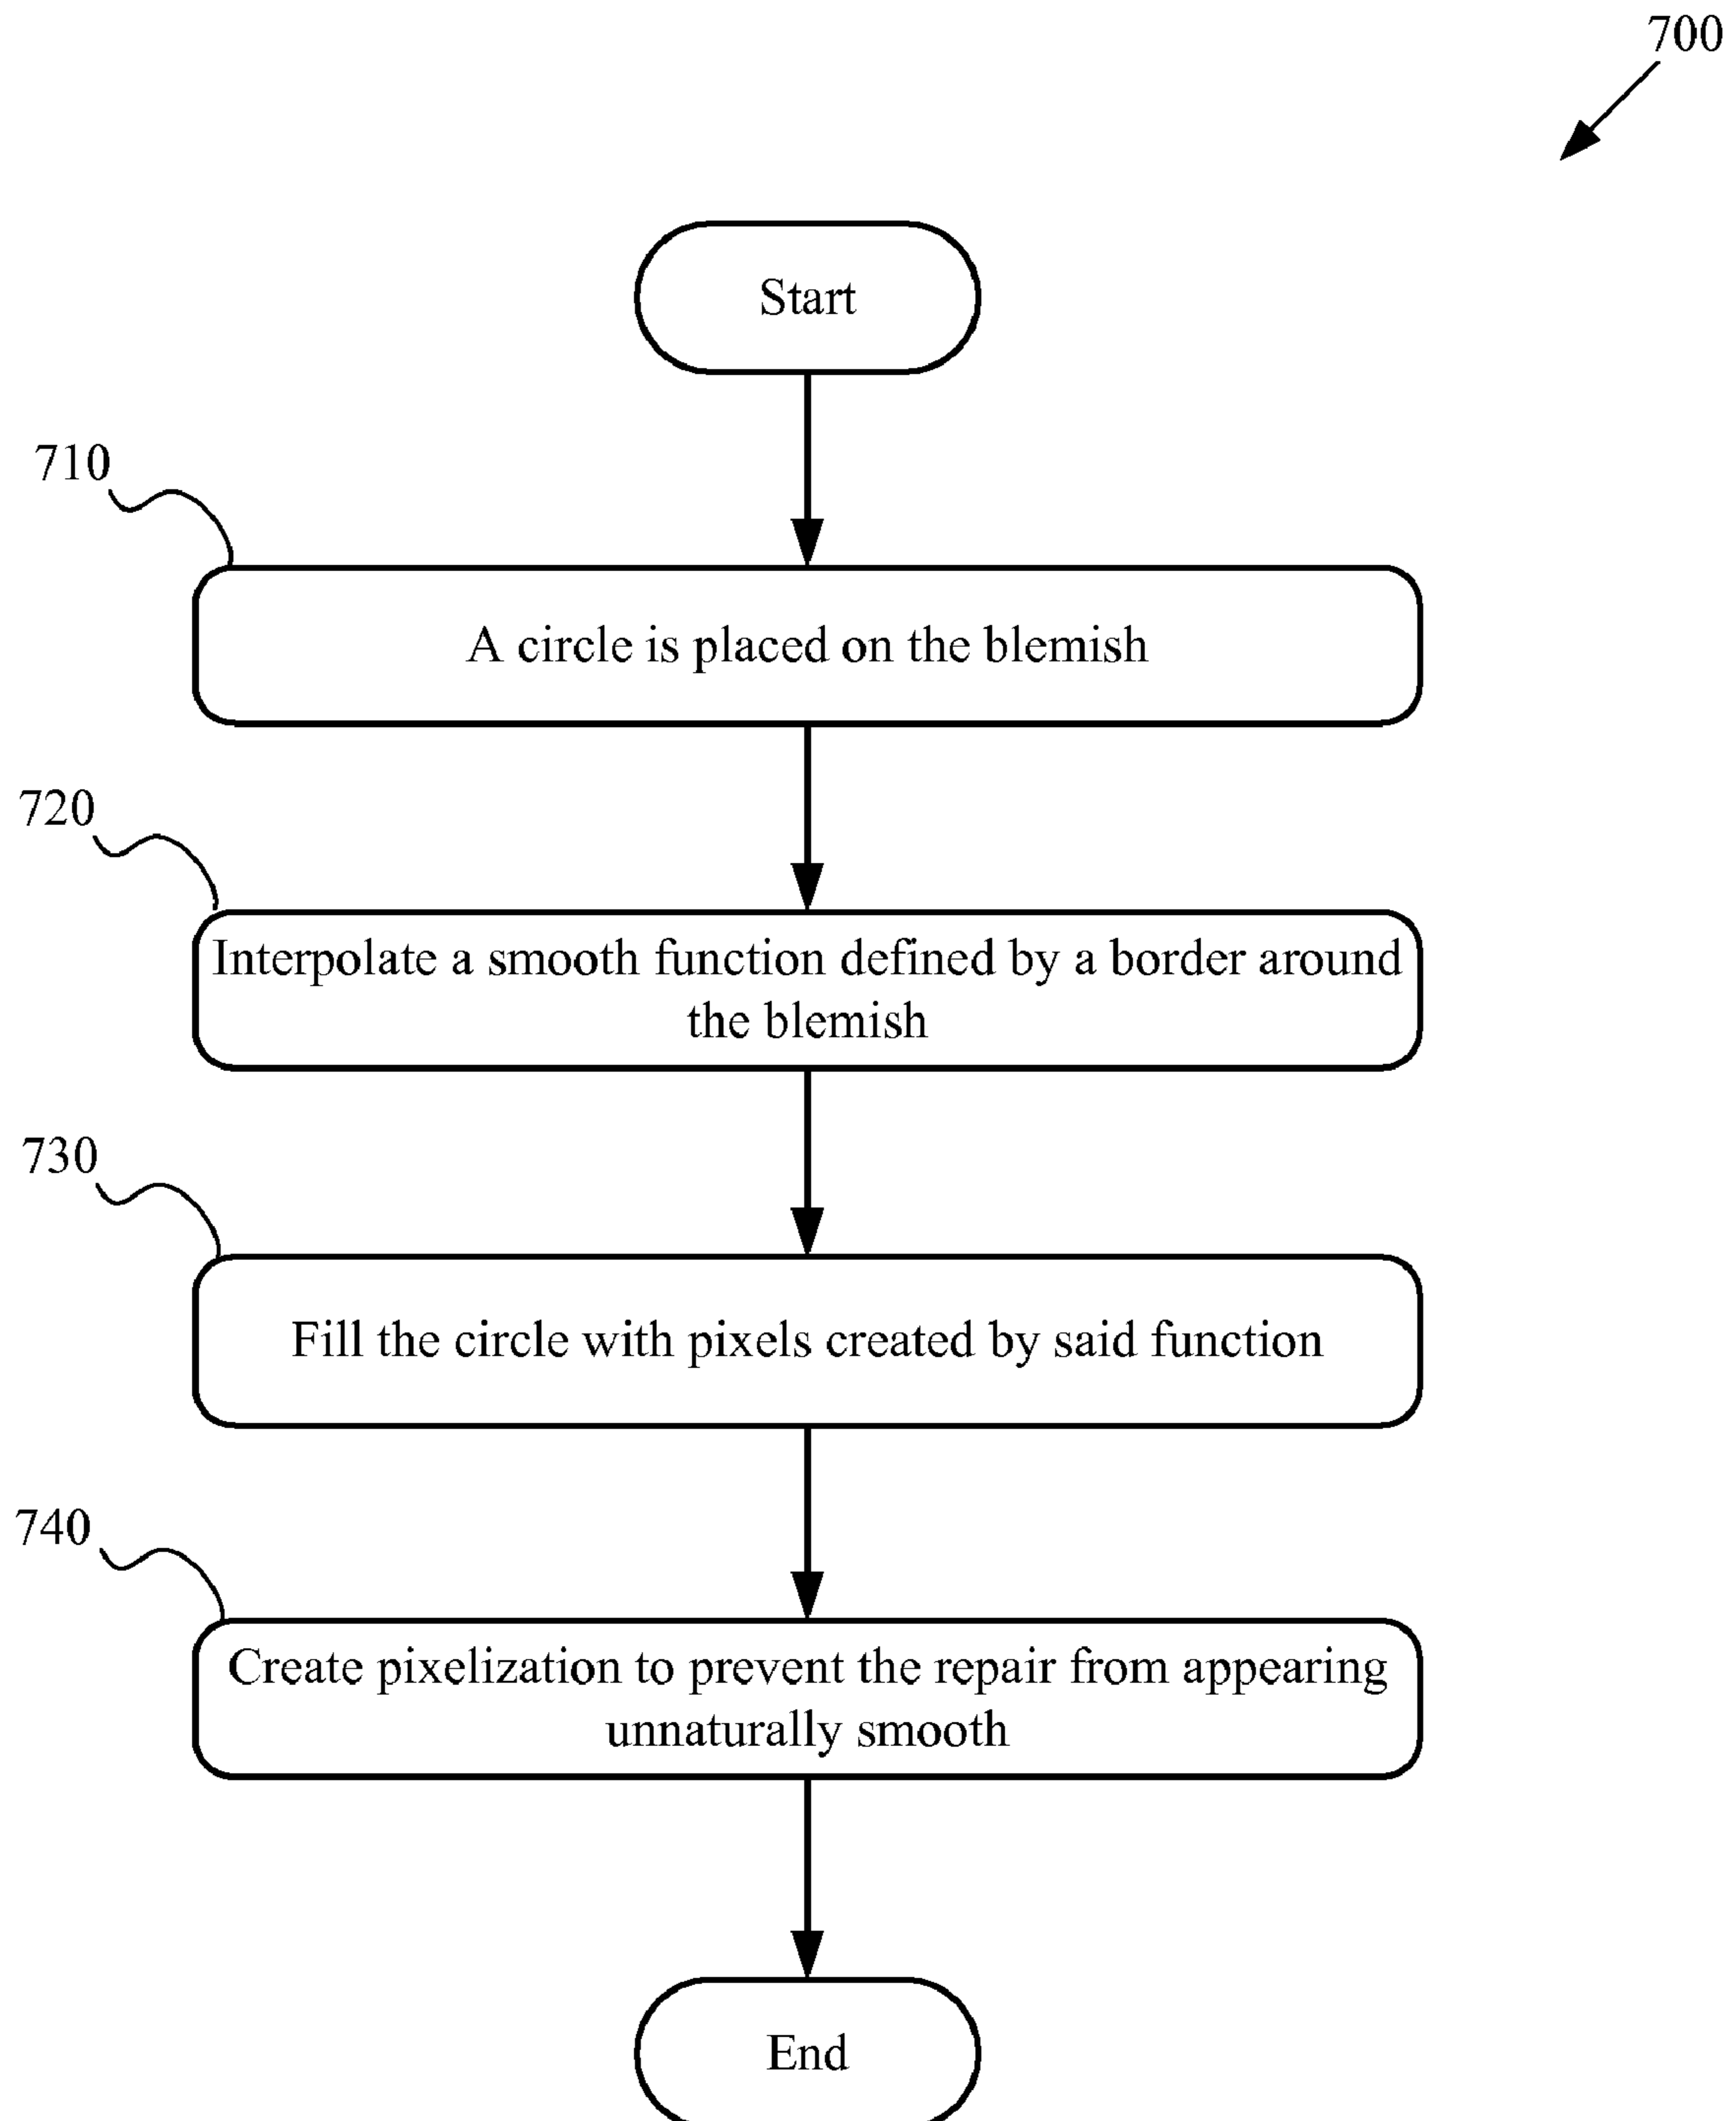 700
Start
710
A circle is placed on the blemish
720
Interpolate a smooth function defined by a border around
the blemish
730
Fill the circle with pixels created by said function
740
Create pixelization to prevent the repair from appearing
unnaturally smooth
End